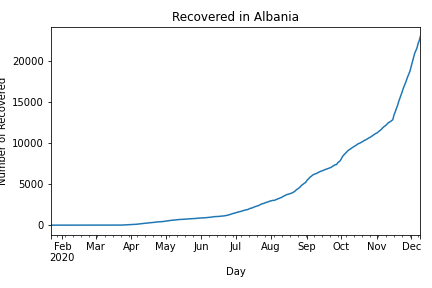 Recovered in Albania
Number of Recovered
20000
15000
10000
5000
0
Feb Mar Apr May Jun Jul Aug Sep Oct Nov Dec
2020
Day